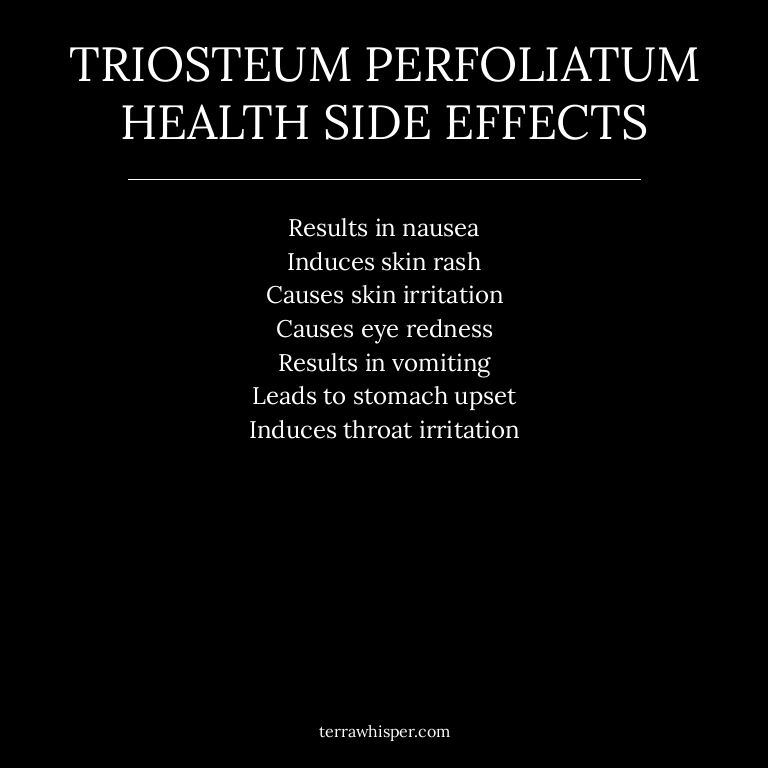 TRIOSTEUM PERFOLIATUM
HEALTH SIDE EFFECTS
Results in nausea
Induces skin rash
Causes skin irritation
Causes eye redness
Results in vomiting
Leads to stomach upset
Induces throat irritation
terrawhisper.com